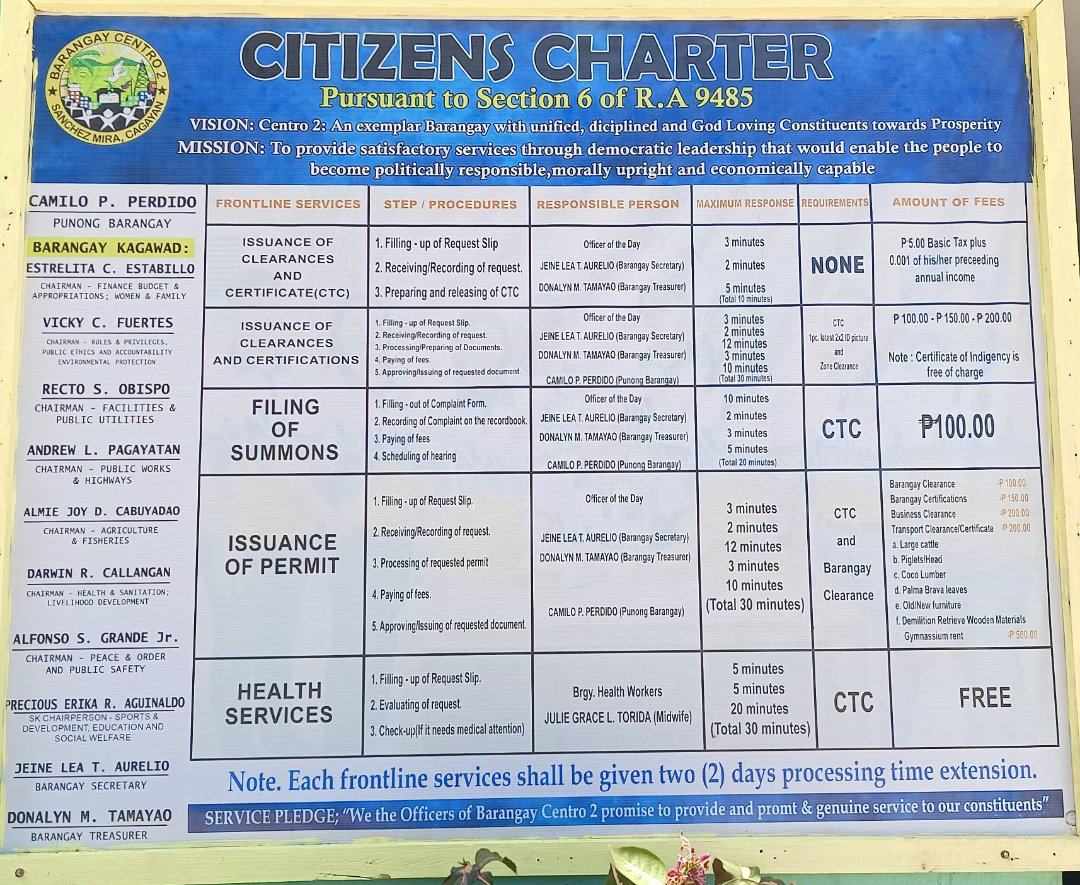 BARANGAY CENTRO 2
SANCHEZ MIRA, CAGAYAN
CITIZENS CHARTER
Pursuant to Section 6 of R.A 9485
VISION: Centro 2: An exemplar Barangay with unified, diciplined and God Loving Constituents towards Prosperity
MISSION: To provide satisfactory services through democratic leadership that would enable the people to
become politically responsible,morally upright and economically capable
CAMILO P. PERDIDO
PUNONG BARANGAY
BARANGAY KAGAWAD:
ESTRELITA C. ESTABILLO
CHAIRMAN - FINANCE BUDGET &
APPROPRIATIONS; WOMEN & FAMILY
VICKY C. FUERTES
CHAIRMAN - RULES & PRIVILEGES,
PUBLIC ETHICS AND ACCOUNTABILITY
ENVIRONMENTAL PROTECTION
RECTO S. OBISPO
CHAIRMAN - FACILITIES &
PUBLIC UTILITIES
ANDREW L. PAGAYATAN
CHAIRMAN - PUBLIC WORKS
& HIGHWAYS
ALMIE JOY D. CABUYADAO
CHAIRMAN - AGRICULTURE
& FISHERIES
DARWIN R. CALLANGAN
CHAIRMAN - HEALTH & SANITATION;
LIVELIHOOD DEVELOPMENT
ALFONSO S. GRANDE Jr.
CHAIRMAN - PEACE & ORDER
AND PUBLIC SAFETY
PRECIOUS ERIKA R. AGUINALDO
SK CHAIRPERSON - SPORTS &
DEVELOPMENT, EDUCATION AND
SOCIAL WELFARE
JEINE LEA T. AURELIO
BARANGAY SECRETARY
DONALYN M. TAMAYAO
BARANGAY TREASURER
FRONTLINE SERVICES
STEP / PROCEDURES
RESPONSIBLE PERSON
MAXIMUM RESPONSE
REQUIREMENTS
AMOUNT OF FEES
ISSUANCE OF
CLEARANCES
AND
CERTIFICATE(CTC)
1. Filling - up of Request Slip
2. Receiving/Recording of request.
3. Preparing and releasing of CTC
Officer of the Day
JEINE LEA T. AURELIO (Barangay Secretary)
DONALYN M. TAMAYAO (Barangay Treasurer)
3 minutes
2 minutes
5 minutes
(Total 10 minutes)
NONE
₱5.00 Basic Tax plus
0.001 of his/her preceeding
annual income
ISSUANCE OF
CLEARANCES
AND CERTIFICATIONS
1. Filling - up of Request Slip.
2. Receiving/Recording of request.
3. Processing/Preparing of Documents.
4. Paying of fees.
5. Approving/Issuing of requested document
Officer of the Day
JEINE LEA T. AURELIO (Barangay Secretary)
DONALYN M. TAMAYAO (Barangay Treasurer)
CAMILO P. PERDIDO (Punong Barangay)
3 minutes
2 minutes
12 minutes
3 minutes
10 minutes
(Total 30 minutes)
CTC
1pc. latest 2x2 ID picture
and
Zone Clearance
₱ 100.00 - ₱ 150.00 - ₱ 200.00
Note : Certificate of Indigency is
free of charge
FILING
OF
SUMMONS
1. Filling - out of Complaint Form.
2. Recording of Complaint on the recordbook.
3. Paying of fees
4. Scheduling of hearing
Officer of the Day
JEINE LEA T. AURELIO (Barangay Secretary)
DONALYN M. TAMAYAO (Barangay Treasurer)
CAMILO P. PERDIDO (Punong Barangay)
10 minutes
2 minutes
3 minutes
5 minutes
(Total 20 minutes)
CTC
₱100.00
ISSUANCE
OF PERMIT
1. Filling - up of Request Slip.
2. Receiving/Recording of request.
3. Processing of requested permit
4. Paying of fees.
5. Approving/Issuing of requested document.
Officer of the Day
JEINE LEA T. AURELIO (Barangay Secretary)
DONALYN M. TAMAYAO (Barangay Treasurer)
CAMILO P. PERDIDO (Punong Barangay)
3 minutes
2 minutes
12 minutes
3 minutes
10 minutes
(Total 30 minutes)
CTC
and
Barangay
Clearance
Barangay Clearance -₱ 100.00
Barangay Certifications -₱ 150.00
Business Clearance -₱ 200.00
Transport Clearance/Certificate -₱ 200.00
a. Large cattle
b. Piglets/Head
c. Coco Lumber
d. Palma Brava leaves
e. Old/New furniture
f. Demilition Retrieve Wooden Materials
Gymnassium rent -₱ 500.00
HEALTH
SERVICES
1. Filling - up of Request Slip.
2. Evaluating of request.
3. Check-up(If it needs medical attention)
Brgy. Health Workers
JULIE GRACE L. TORIDA (Midwife)
5 minutes
5 minutes
20 minutes
(Total 30 minutes)
CTC
FREE
Note. Each frontline services shall be given two (2) days processing time extension.
SERVICE PLEDGE; "We the Officers of Barangay Centro 2 promise to provide and promt & genuine service to our constituents"